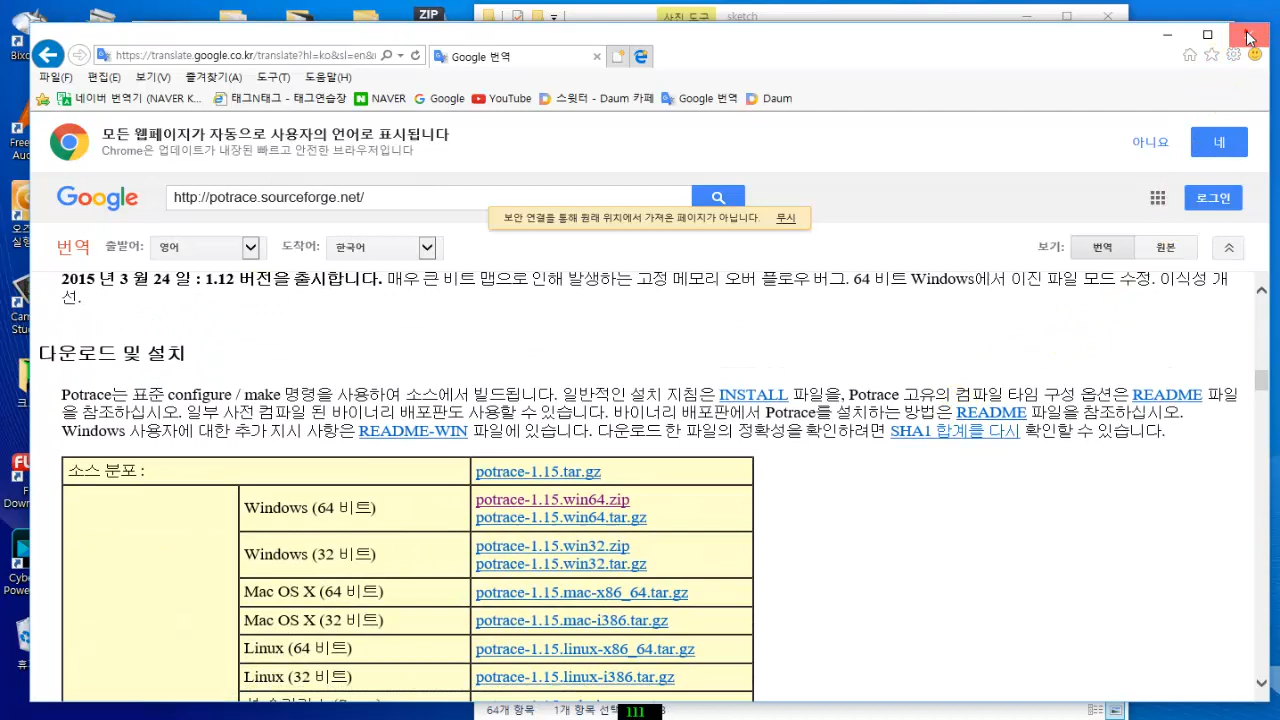 ZIP
사진 도구
sketch
Bixo
https://translate.google.co.kr/translate?hl=ko&sl=en&u
Google 번역
파일(F)
편집(E)
보기(V)
즐겨찾기(A)
도구(T)
도움말(H)
네이버 번역기 (NAVER K...
태그N태그 - 태그연습장
NAVER
Google
YouTube
스윗터 - Daum 카페
Google 번역
Daum
Free
Auc
모든 웹페이지가 자동으로 사용자의 언어로 표시됩니다
Chrome은 업데이트가 내장된 빠르고 안전한 브라우저입니다
아니요
네
Google
http://potrace.sourceforge.net/
로그인
보안 연결을 통해 원래 위치에서 가져온 페이지가 아닙니다.
무시
번역
출발어:
영어
도착어:
한국어
보기:
번역
원본
2015 년 3 월 24 일 : 1.12 버전을 출시합니다. 매우 큰 비트 맵으로 인해 발생하는 고정 메모리 오버 플로우 버그. 64 비트 Windows에서 이진 파일 모드 수정. 이식성 개
선.
Cam
Stu
다운로드 및 설치
Potrace는 표준 configure / make 명령을 사용하여 소스에서 빌드됩니다. 일반적인 설치 지침은 INSTALL 파일을, Potrace 고유의 컴파일 타임 구성 옵션은 README 파일
을 참조하십시오. 일부 사전 컴파일 된 바이너리 배포판도 사용할 수 있습니다. 바이너리 배포판에서 Potrace를 설치하는 방법은 README 파일을 참조하십시오.
Windows 사용자에 대한 추가 지시 사항은 README-WIN 파일에 있습니다. 다운로드 한 파일의 정확성을 확인하려면 SHA1 합계를 다시 확인할 수 있습니다.
소스 분포 :
potrace-1.15.tar.gz
Windows (64 비트)
potrace-1.15.win64.zip
potrace-1.15.win64.tar.gz
Windows (32 비트)
potrace-1.15.win32.zip
potrace-1.15.win32.tar.gz
Mac OS X (64 비트)
potrace-1.15.mac-x86_64.tar.gz
Mac OS X (32 비트)
potrace-1.15.mac-i386.tar.gz
Linux (64 비트)
potrace-1.15.linux-x86_64.tar.gz
Linux (32 비트)
potrace-1.15.linux-i386.tar.gz
Down
Cybe
Power
64개 항목
1개 항목 선택
111